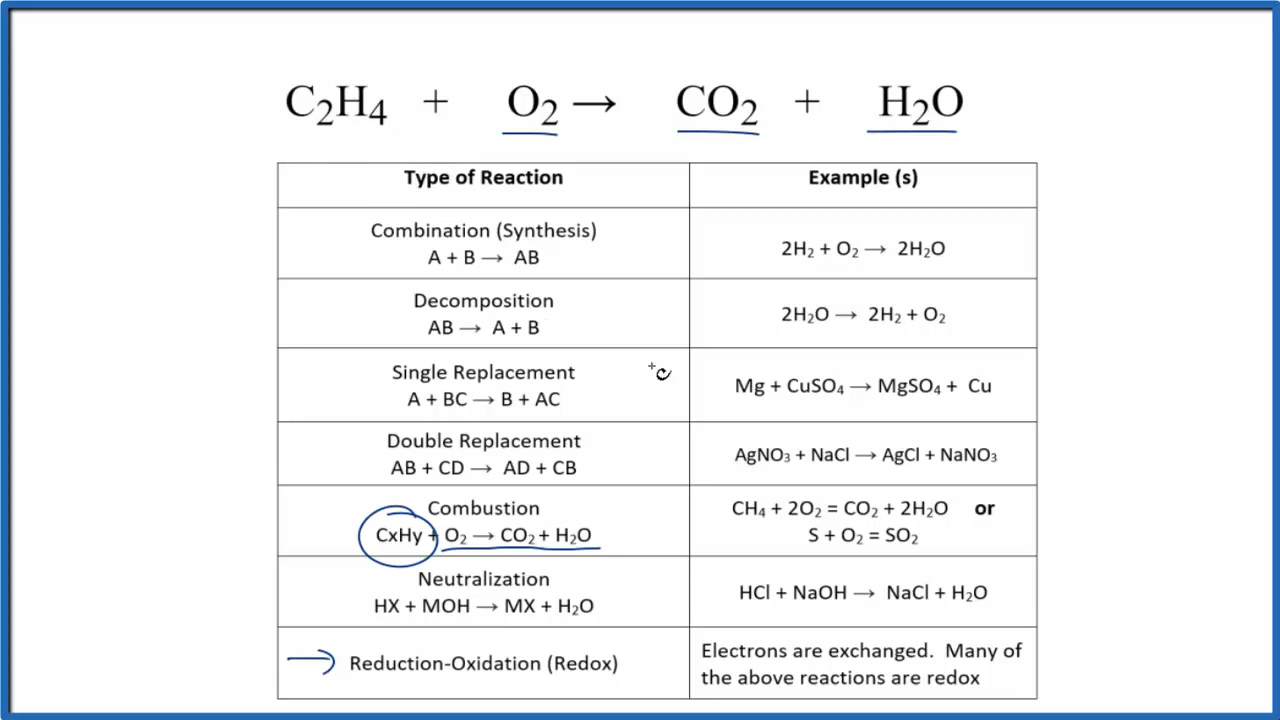 C₂H₄ + O₂ → CO₂ + H₂O
Type of Reaction
Example (s)
Combination (Synthesis)
A + B → AB
2H₂ + O₂ → 2H₂O
Decomposition
AB → A + B
2H₂O → 2H₂ + O₂
Single Replacement
A + BC → B + AC
Mg + CuSO₄ → MgSO₄ + Cu
Double Replacement
AB + CD → AD + CB
AgNO₃ + NaCl → AgCl + NaNO₃
Combustion
CxHy + O₂ → CO₂ + H₂O
CH₄ + 2O₂ = CO₂ + 2H₂O or
S + O₂ = SO₂
Neutralization
HX + MOH → MX + H₂O
HCl + NaOH → NaCl + H₂O
Reduction-Oxidation (Redox)
Electrons are exchanged. Many of
the above reactions are redox